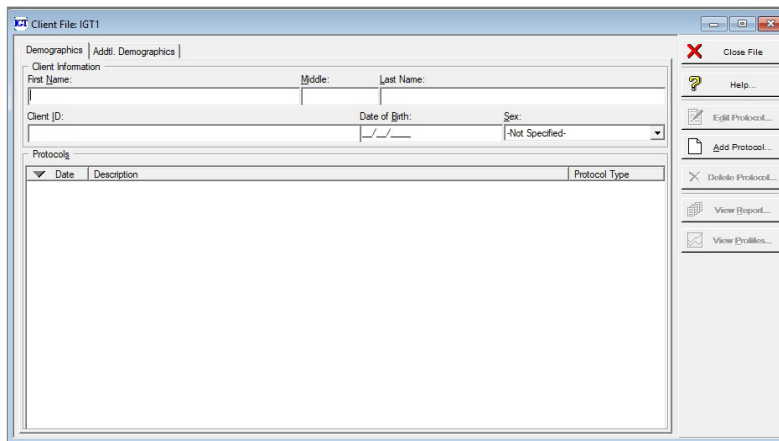 IGT Client File: IGT1
Demographics Addtl. Demographics
Client Information
First Name: Middle: Last Name:
Client ID: Date of Birth: Sex:
__/__/____ -Not Specified-
Protocols
Date Description Protocol Type
Close File
Help...
Edit Protocol...
Add Protocol...
Delete Protocol...
View Report...
View Profiles...